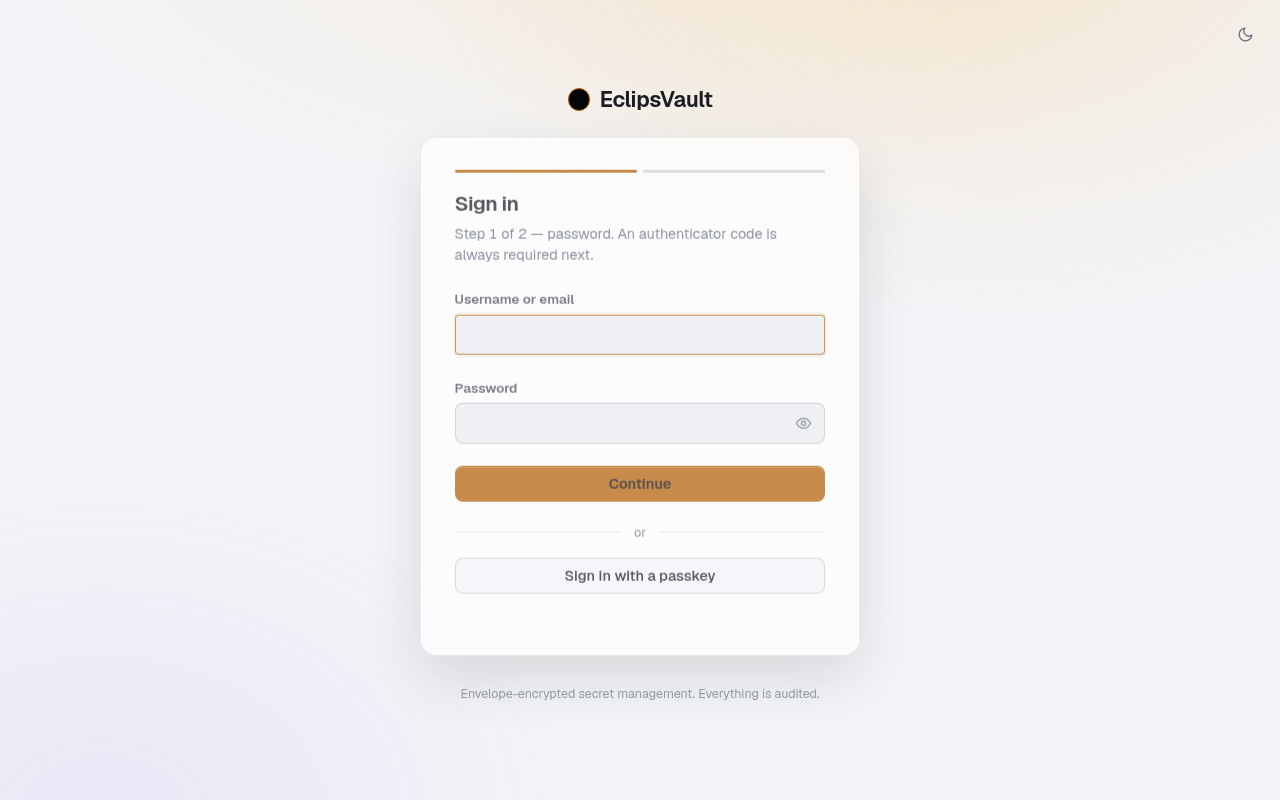 EclipsVault
Sign in
Step 1 of 2 — password. An authenticator code is
always required next.
Username or email
Password
Continue
or
Sign in with a passkey
Envelope-encrypted secret management. Everything is audited.